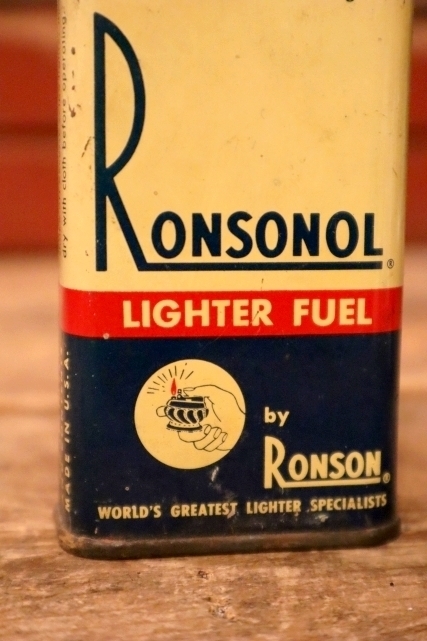 RONSONOL®
LIGHTER FUEL
by
RONSON®
WORLD'S GREATEST LIGHTER SPECIALISTS
dry with cloth before operating
MADE IN U.S.A.